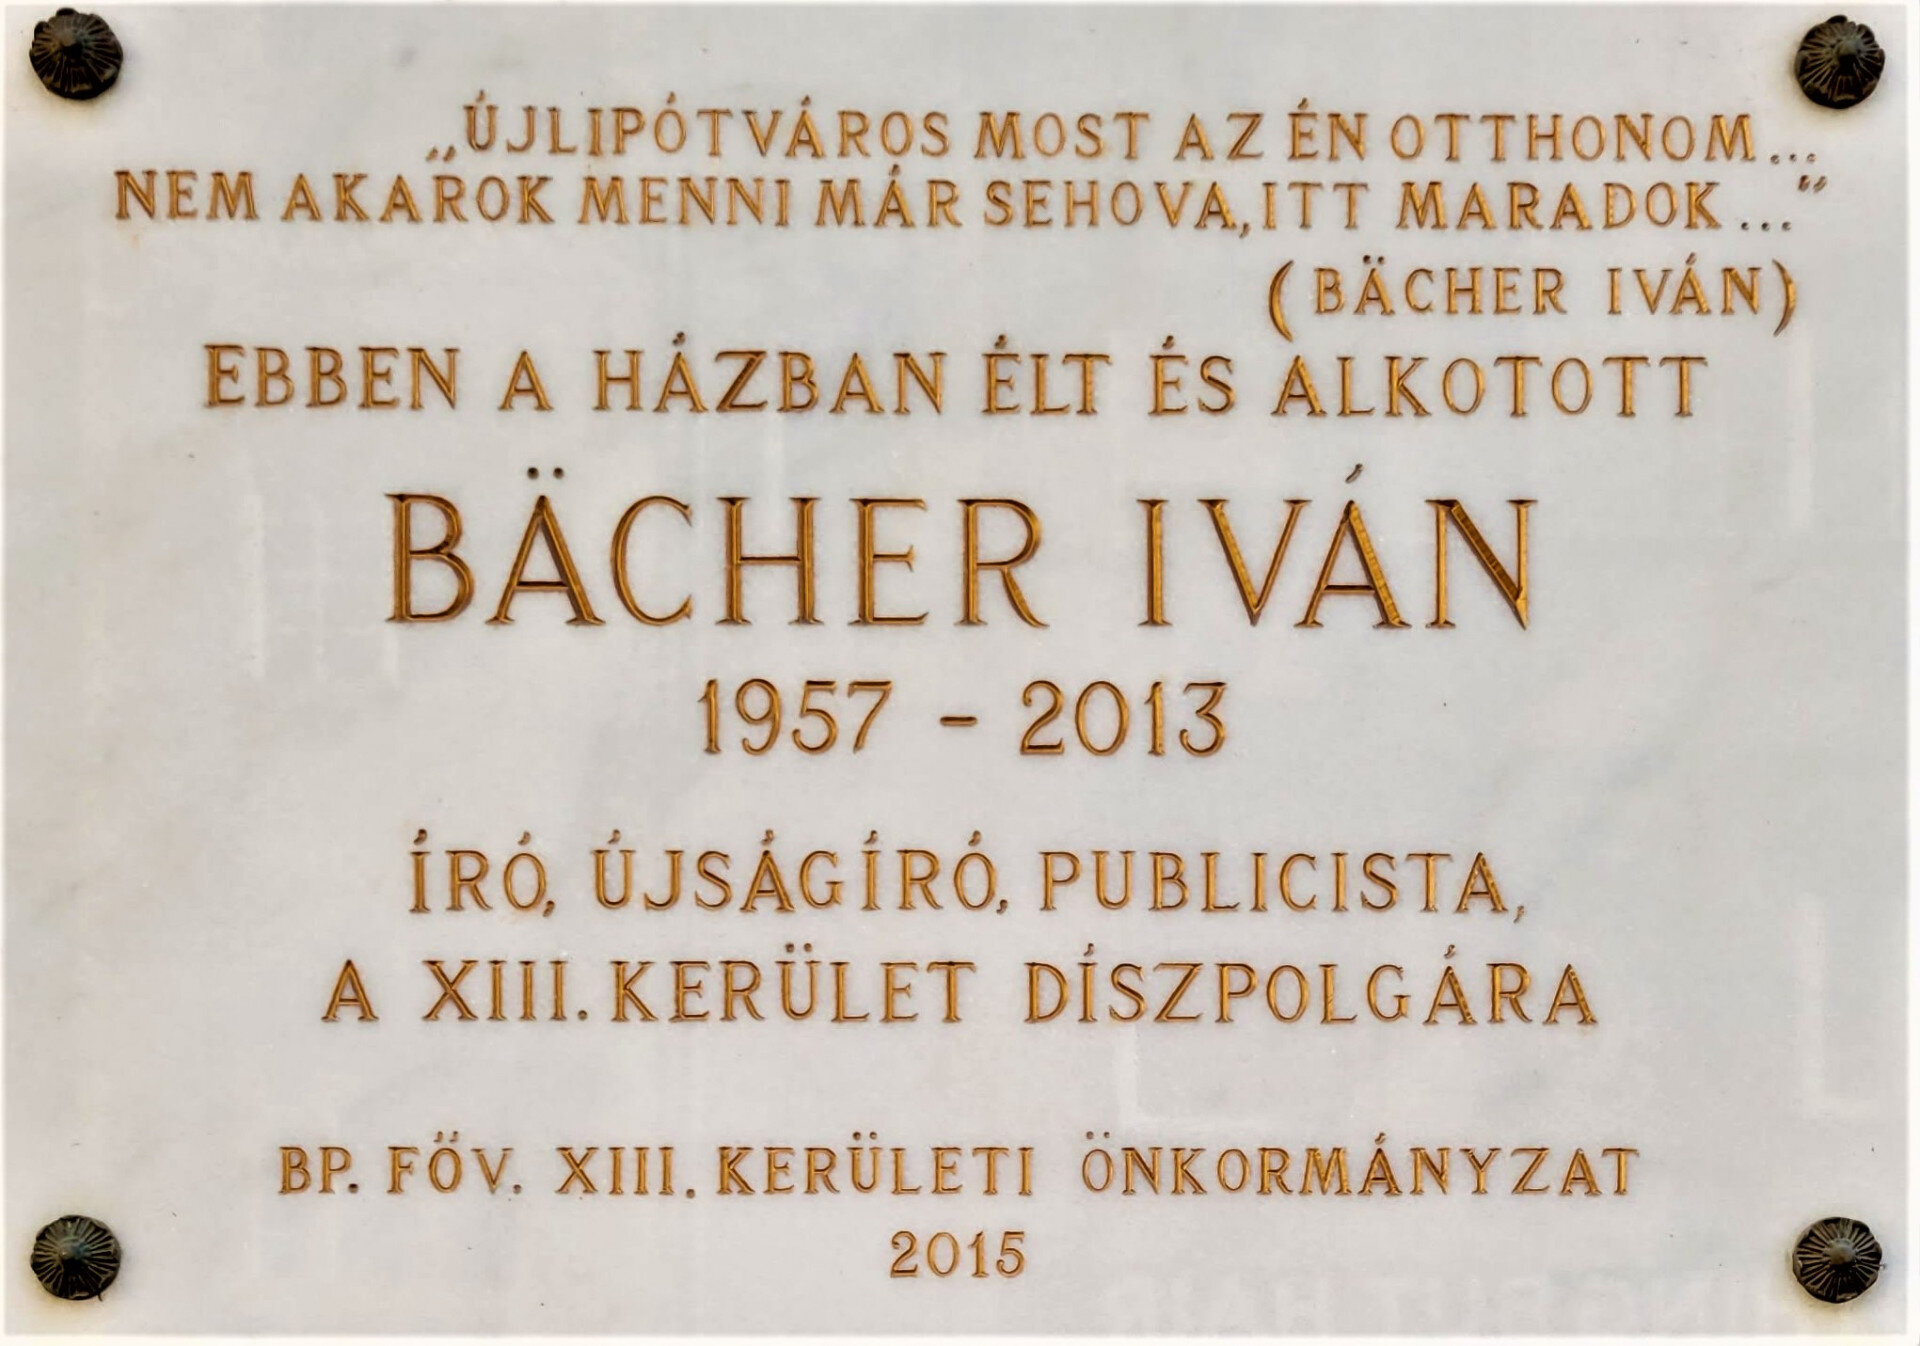 „ÚJLIPÓTVÁROS MOST AZ ÉN OTTHONOM...
NEM AKAROK MENNI MÁR SEHOVA, ITT MARADOK..."
(BÄCHER IVÁN)
EBBEN A HÁZBAN ÉLT ÉS ALKOTOTT
BÄCHER IVÁN
1957 - 2013
ÍRÓ, ÚJSÁGÍRÓ, PUBLICISTA,
A XIII. KERÜLET DÍSZPOLGÁRA
BP. FŐV. XIII. KERÜLETI ÖNKORMÁNYZAT
2015